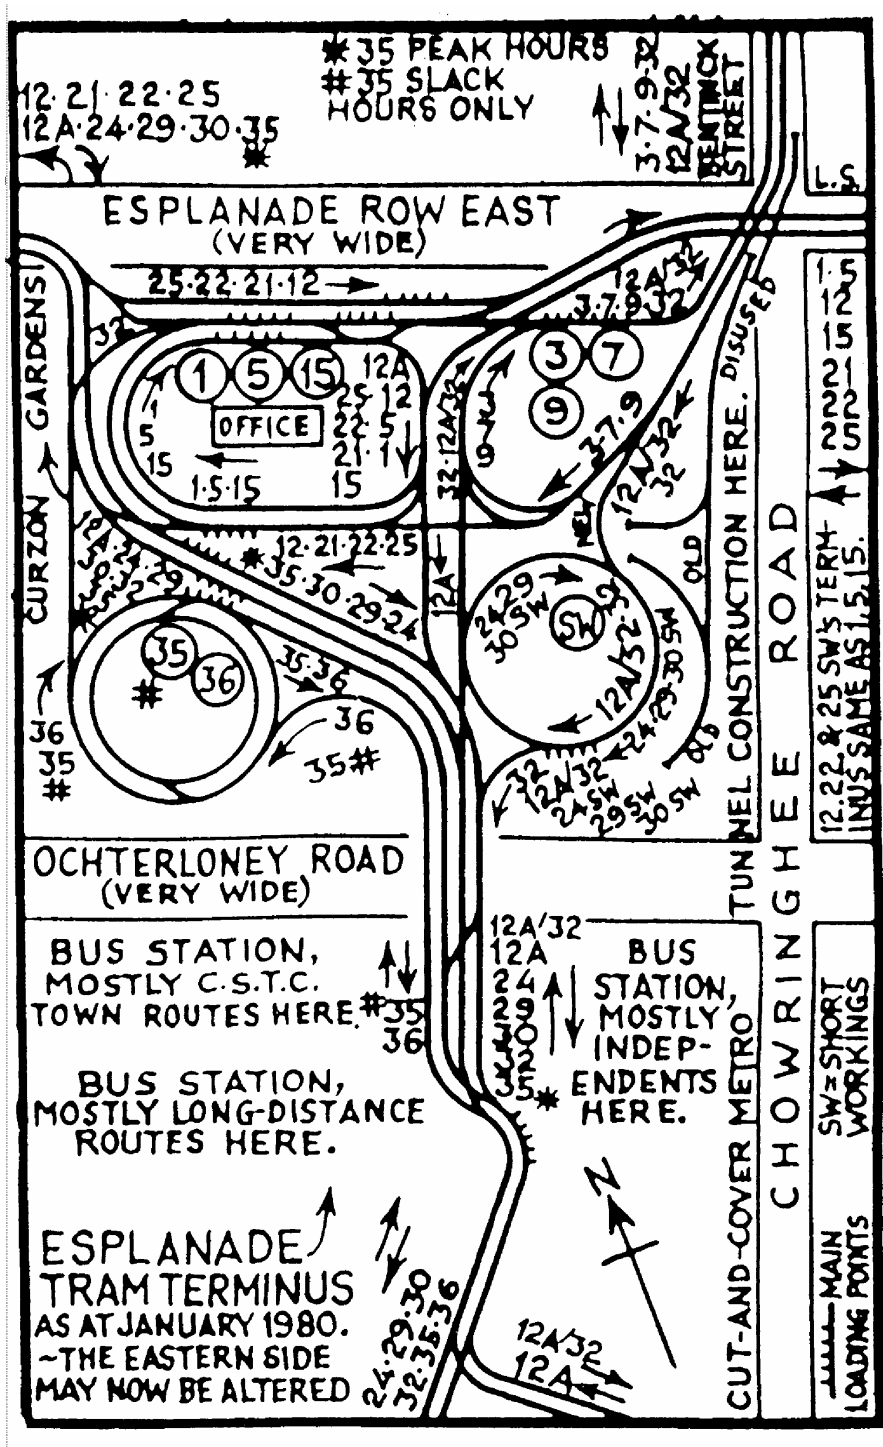 ✷ 35 PEAK HOURS
# 35 SLACK
HOURS ONLY
12·21·22·25
12A·24·29·30·35
✷
3·7·9·32
12A/32
BENTINCK
STREET
L.S.
ESPLANADE ROW EAST
(VERY WIDE)
25·22·21·12
12A/32
3·7·9·32
DISUSED
1·5
12
15
21
22
25
CURZON GARDENS
32
1 5 15
12A
25·12
22·5
21·1
15
OFFICE
1
5
15
1·5·15
32·12A/32
3
7
9
3 7
9
3·7·9
12A/32
32
NEW
OLD
12A·24·29
12·21·22·25
✷ 35·30·29·24
12A
24·29
30 SW
SW
32
12A/32
24·29·30 SW
OLD
35
#
36
35·36
36
35#
36
35
#
32
12A/32
24 SW
29 SW
30 SW
TUNNEL CONSTRUCTION HERE.
CHOWRINGHEE ROAD
12.22 & 25 SW's TERM-
INUS SAME AS 1.5.15.
OCHTERLONEY ROAD
(VERY WIDE)
BUS STATION,
MOSTLY C.S.T.C.
TOWN ROUTES HERE.
#35
36
12A/32
12A
24
29
30
32
35✷
BUS
STATION,
MOSTLY
INDEP-
ENDENTS
HERE.
BUS STATION,
MOSTLY LONG-DISTANCE
ROUTES HERE.
CUT-AND-COVER METRO
SW=SHORT
WORKINGS
N
ESPLANADE
TRAM TERMINUS
AS AT JANUARY 1980.
~THE EASTERN SIDE
MAY NOW BE ALTERED
24·29·30
32·35·36
12A/32
12A
MAIN
LOADING POINTS